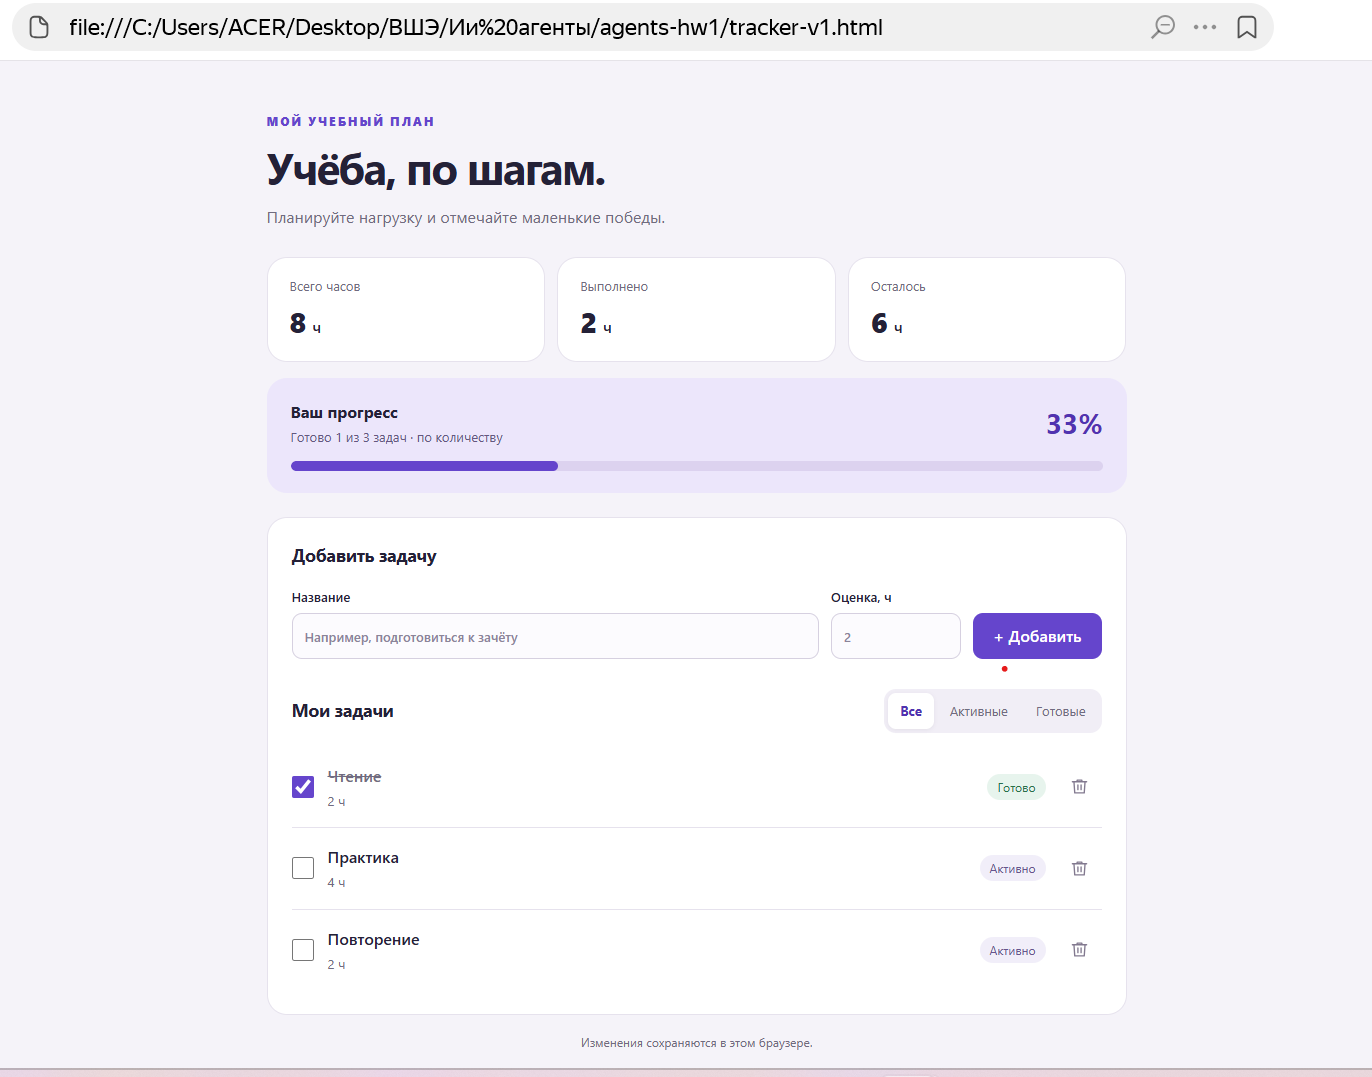 file:///C:/Users/ACER/Desktop/ВШЭ/Ии%20агенты/agents-hw1/tracker-v1.html
МОЙ УЧЕБНЫЙ ПЛАН
Учёба, по шагам.
Планируйте нагрузку и отмечайте маленькие победы.
Всего часов
8 ч
Выполнено
2 ч
Осталось
6 ч
Ваш прогресс
Готово 1 из 3 задач · по количеству
33%
Добавить задачу
Название
Например, подготовиться к зачёту
Оценка, ч
2
+ Добавить
Мои задачи
Все Активные Готовые
Чтение
2 ч
Готово
Практика
4 ч
Активно
Повторение
2 ч
Активно
Изменения сохраняются в этом браузере.